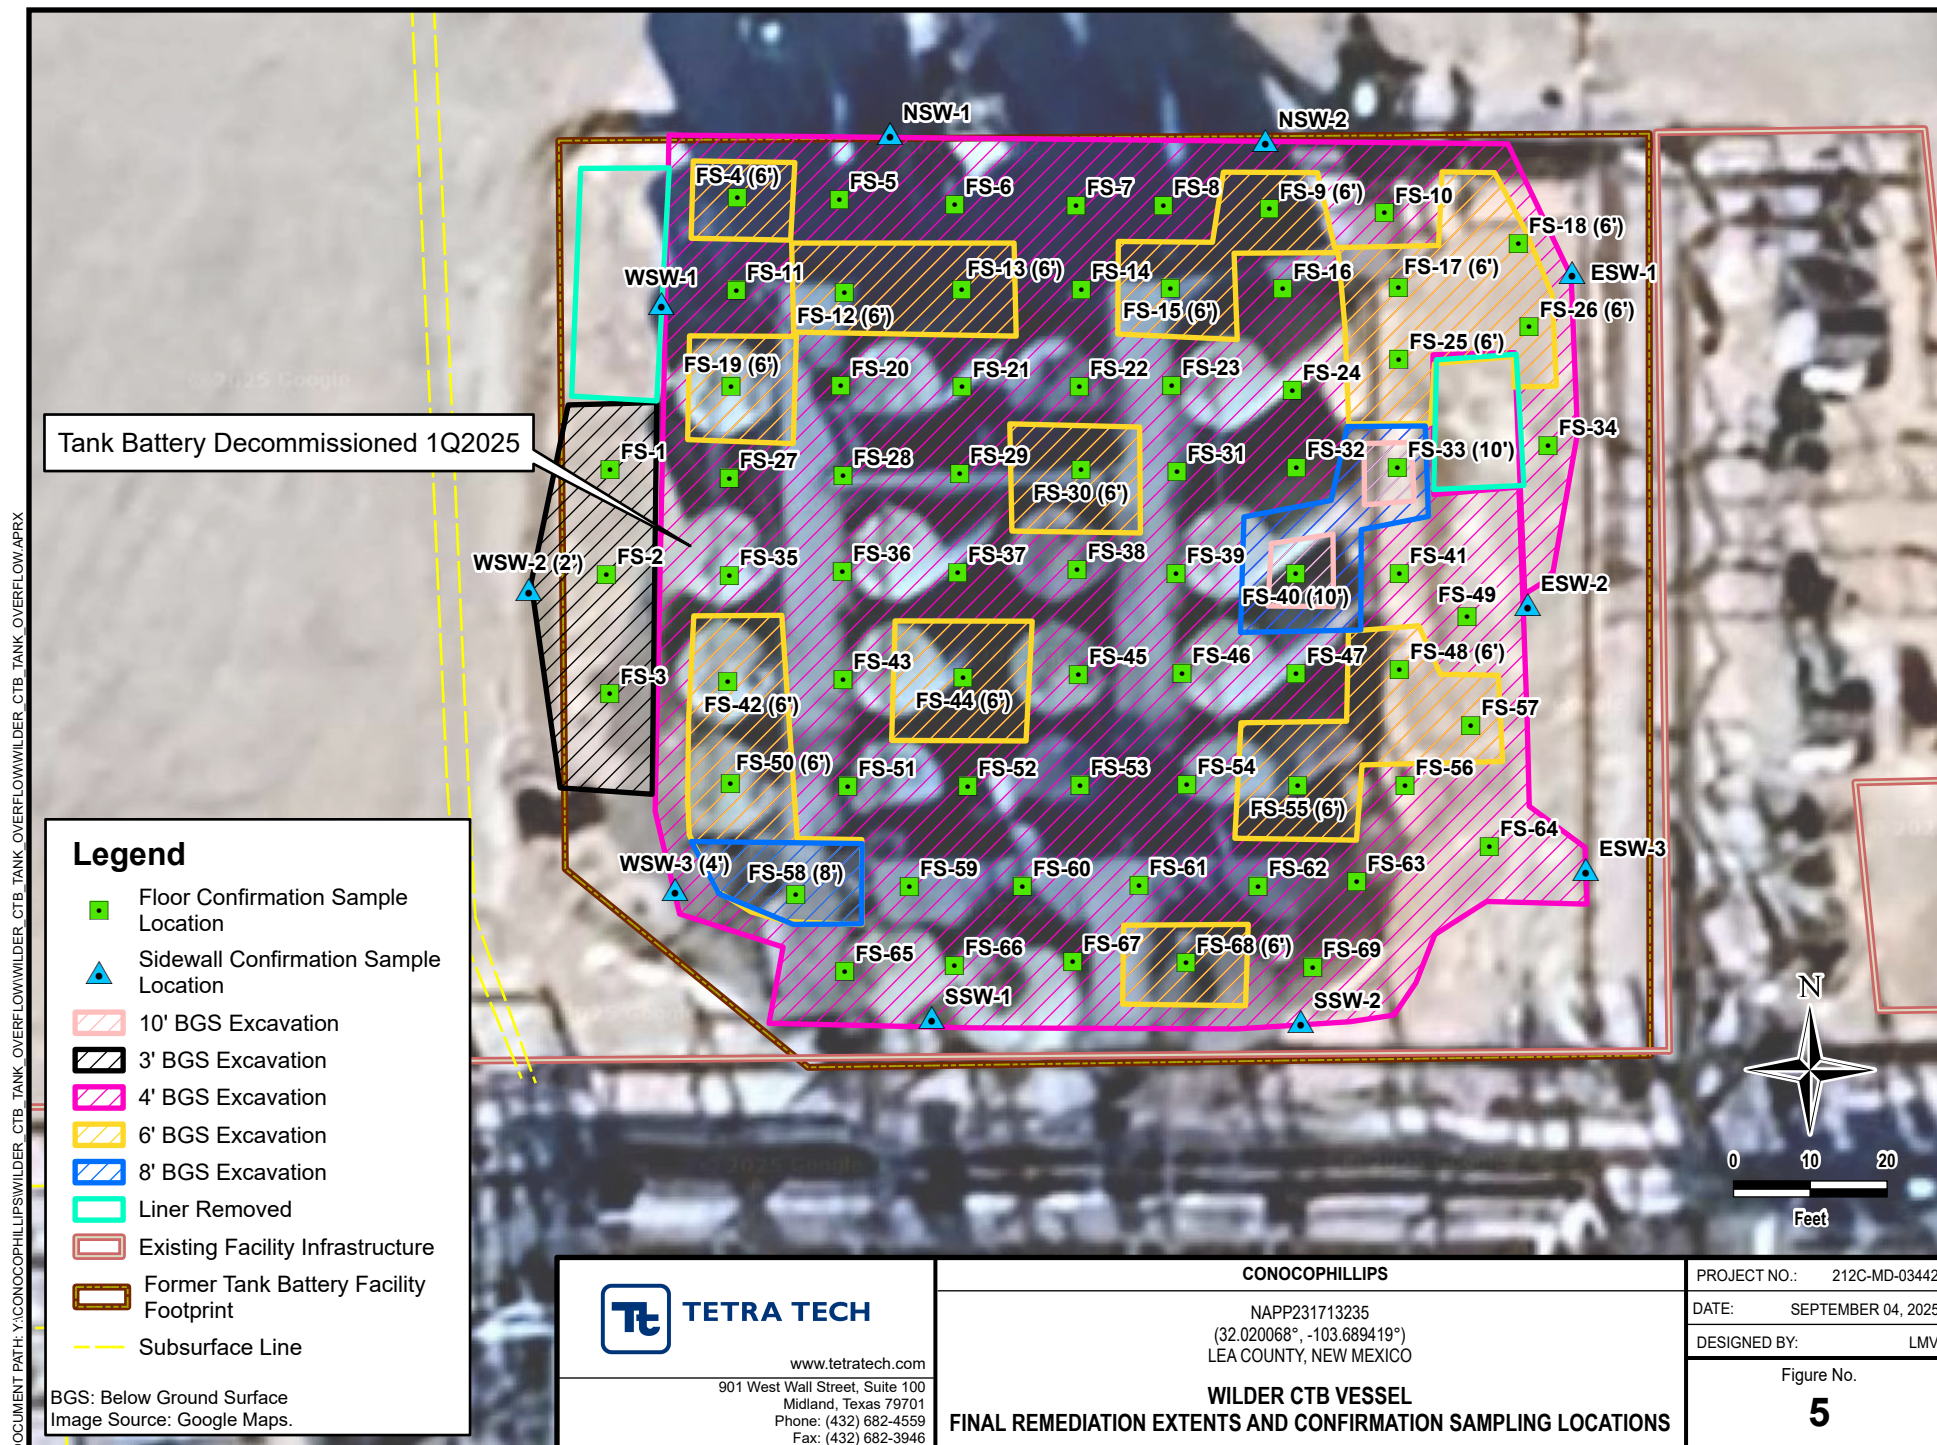 NSW-1
NSW-2
FS-4 (6')
FS-5
FS-6
FS-7
FS-8
FS-9 (6')
FS-10
FS-18 (6')
WSW-1
FS-11
FS-12 (6')
FS-13 (6')
FS-14
FS-15 (6')
FS-16
FS-17 (6')
ESW-1
FS-26 (6')
FS-19 (6')
FS-20
FS-21
FS-22
FS-23
FS-24
FS-25 (6')
Tank Battery Decommissioned 1Q2025
FS-1
FS-27
FS-28
FS-29
FS-30 (6')
FS-31
FS-32
FS-33 (10')
FS-34
WSW-2 (2')
FS-2
FS-35
FS-36
FS-37
FS-38
FS-39
FS-40 (10')
FS-41
FS-49
ESW-2
FS-3
FS-42 (6')
FS-43
FS-44 (6')
FS-45
FS-46
FS-47
FS-48 (6')
FS-57
FS-50 (6')
FS-51
FS-52
FS-53
FS-54
FS-55 (6')
FS-56
FS-64
ESW-3
WSW-3 (4')
FS-58 (8')
FS-59
FS-60
FS-61
FS-62
FS-63
FS-65
FS-66
FS-67
FS-68 (6')
FS-69
SSW-1
SSW-2
Legend
Floor Confirmation Sample
Location
Sidewall Confirmation Sample
Location
10' BGS Excavation
3' BGS Excavation
4' BGS Excavation
6' BGS Excavation
8' BGS Excavation
Liner Removed
Existing Facility Infrastructure
Former Tank Battery Facility
Footprint
Subsurface Line
BGS: Below Ground Surface
Image Source: Google Maps.
N
0 10 20
Feet
Tt TETRA TECH
www.tetratech.com
901 West Wall Street, Suite 100
Midland, Texas 79701
Phone: (432) 682-4559
Fax: (432) 682-3946
CONOCOPHILLIPS
NAPP231713235
(32.020068°, -103.689419°)
LEA COUNTY, NEW MEXICO
WILDER CTB VESSEL
FINAL REMEDIATION EXTENTS AND CONFIRMATION SAMPLING LOCATIONS
PROJECT NO.: 212C-MD-03442
DATE: SEPTEMBER 04, 2025
DESIGNED BY: LMV
Figure No.
5
DOCUMENT PATH: Y:\CONOCOPHILLIPS\WILDER_CTB_TANK_OVERFLOW\WILDER_CTB_TANK_OVERFLOW\WILDER_CTB_TANK_OVERFLOW.APRX